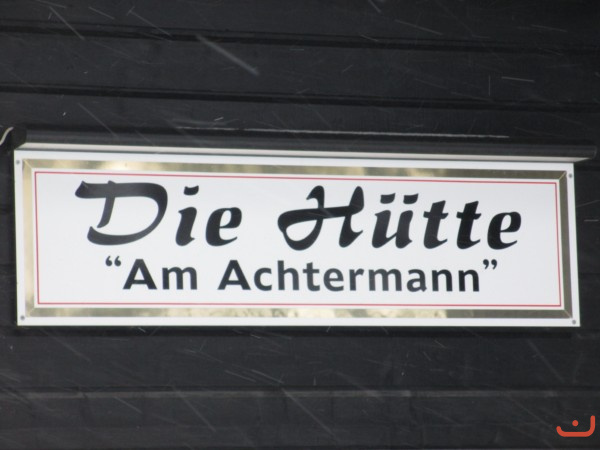 Die Hütte
“Am Achtermann”